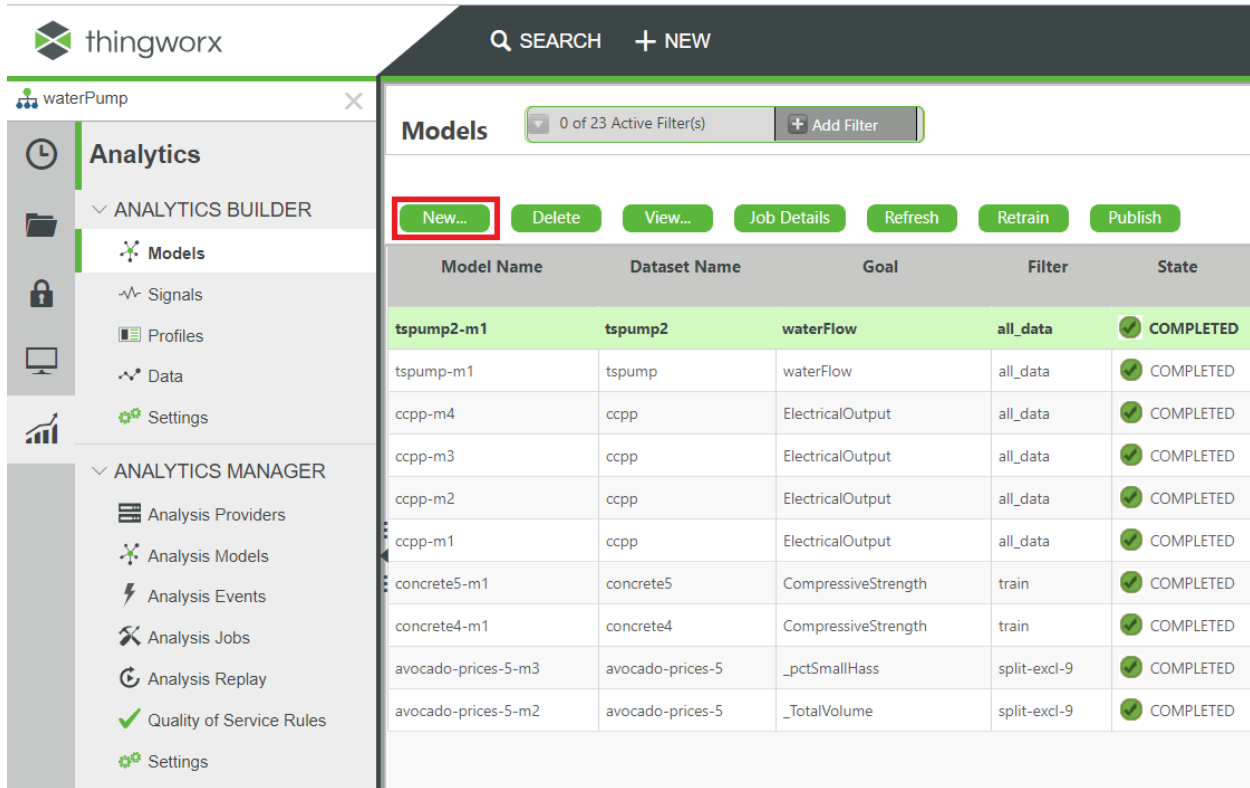 thingworx
SEARCH NEW
waterPump
Analytics
ANALYTICS BUILDER
Models
Signals
Profiles
Data
Settings
ANALYTICS MANAGER
Analysis Providers
Analysis Models
Analysis Events
Analysis Jobs
Analysis Replay
Quality of Service Rules
Settings
Models 0 of 23 Active Filter(s) Add Filter
New... Delete View... Job Details Refresh Retrain Publish
Model Name Dataset Name Goal Filter State
tspump2-m1 tspump2 waterFlow all_data COMPLETED
tspump-m1 tspump waterFlow all_data COMPLETED
ccpp-m4 ccpp ElectricalOutput all_data COMPLETED
ccpp-m3 ccpp ElectricalOutput all_data COMPLETED
ccpp-m2 ccpp ElectricalOutput all_data COMPLETED
ccpp-m1 ccpp ElectricalOutput all_data COMPLETED
concrete5-m1 concrete5 CompressiveStrength train COMPLETED
concrete4-m1 concrete4 CompressiveStrength train COMPLETED
avocado-prices-5-m3 avocado-prices-5 _pctSmallHass split-excl-9 COMPLETED
avocado-prices-5-m2 avocado-prices-5 _TotalVolume split-excl-9 COMPLETED